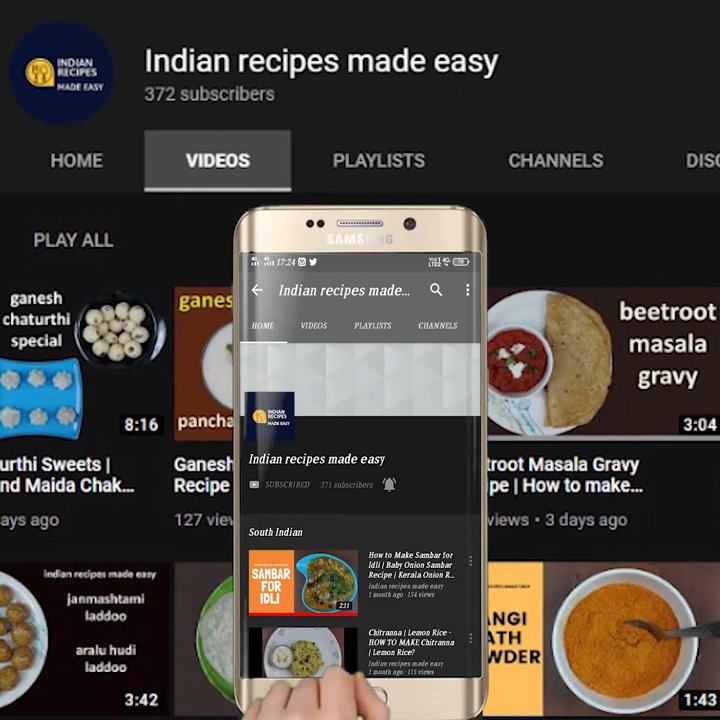 INDIAN
RECIPES
MADE EASY
Indian recipes made easy
372 subscribers
HOME
VIDEOS
PLAYLISTS
CHANNELS
DISC
PLAY ALL
ganesh
chaturthi
special
8:16
urthi Sweets |
nd Maida Chak...
ays ago
ganes
pancha
Ganesh
Recipe
127 view
beetroot
masala
gravy
3:04
troot Masala Gravy
pe | How to make...
views • 3 days ago
indian recipes made easy
janmashtami
laddoo
aralu hudi
laddoo
3:42
ANGI
ATH
WDER
1:43
SAMSUNG
17:24
Indian recipes made...
HOME
VIDEOS
PLAYLISTS
CHANNELS
INDIAN
RECIPES
MADE EASY
Indian recipes made easy
SUBSCRIBED
371 subscribers
South Indian
SAMBAR
FOR
IDLI
2:11
How to Make Sambar for
Idli | Baby Onion Sambar
Recipe | Kerala Onion R...
Indian recipes made easy
1 month ago · 154 views
Chitranna | Lemon Rice -
HOW TO MAKE Chitranna
| Lemon Rice?
Indian recipes made easy
1 month ago · 115 views